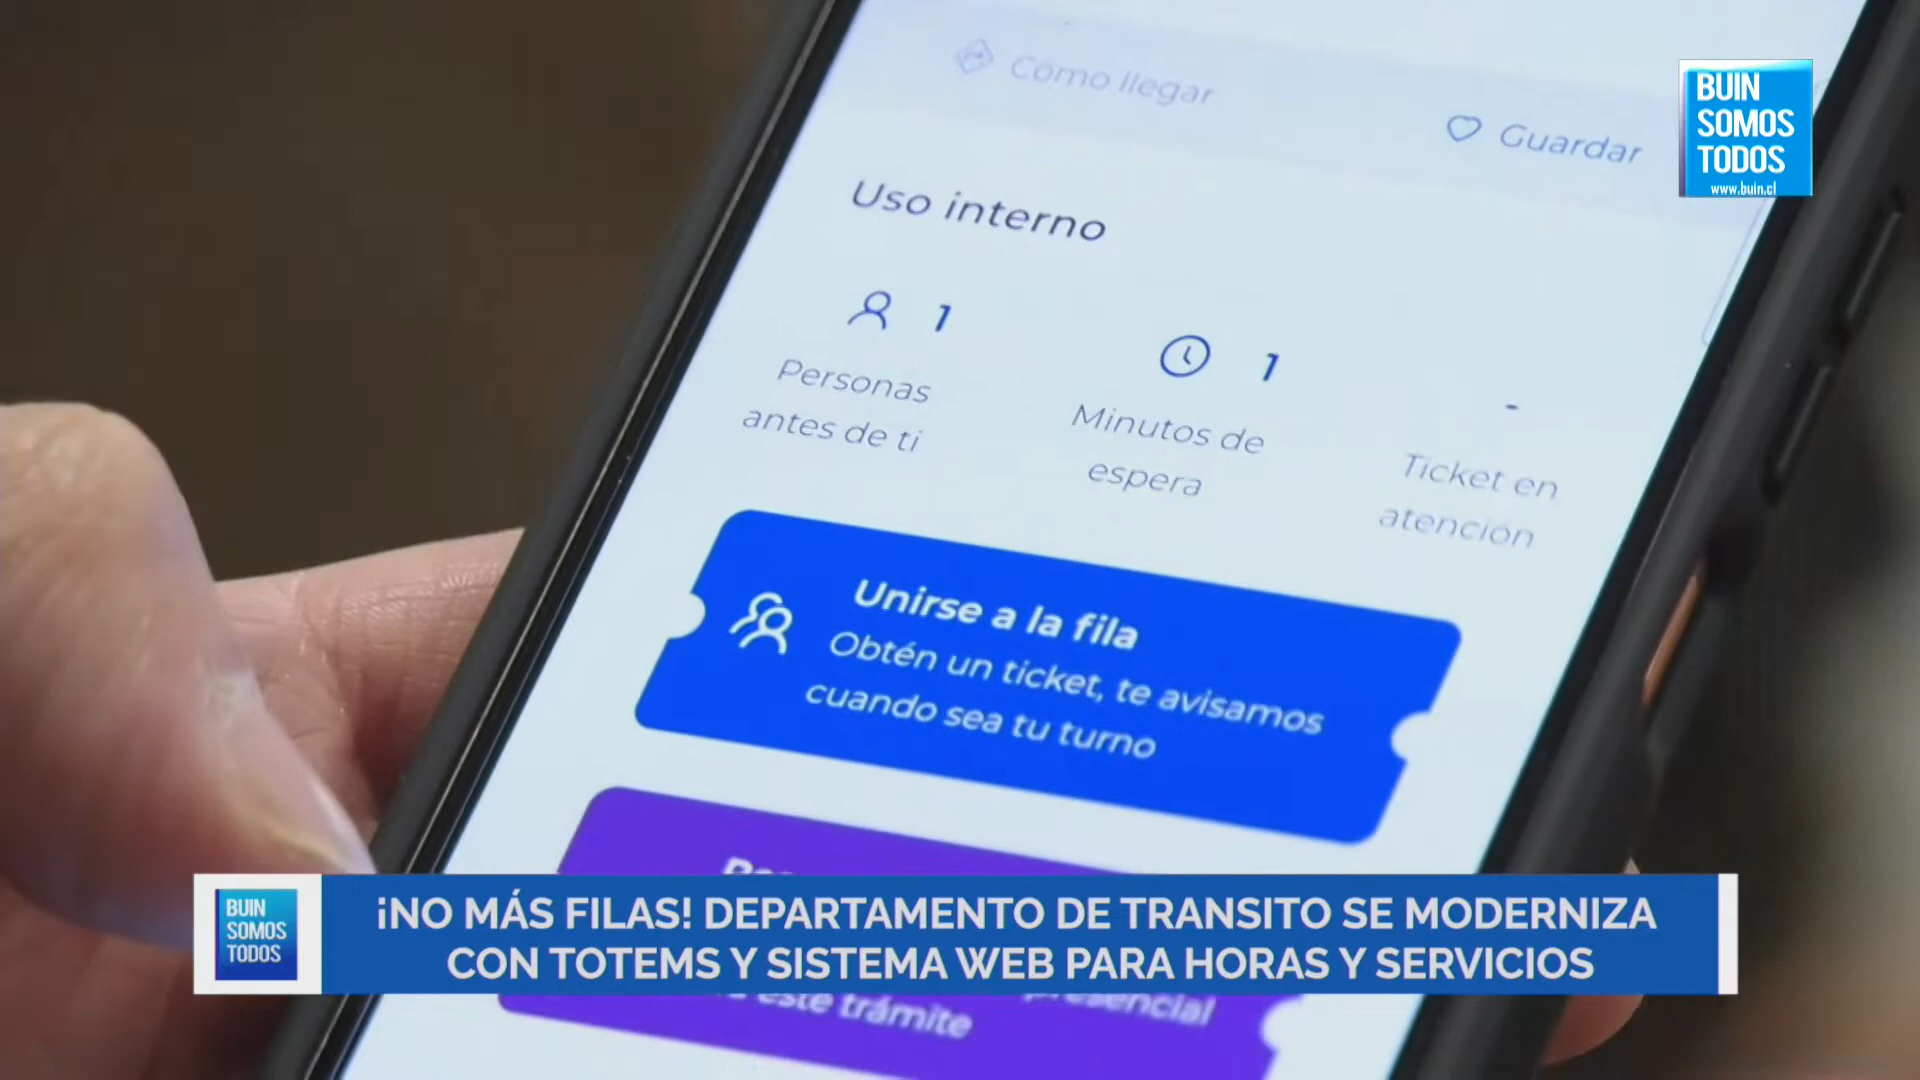 Cómo llegar
Guardar
BUIN
SOMOS
TODOS
www.buin.cl
Uso interno
1
Personas
antes de ti
1
Minutos de
espera
-
Ticket en
atención
Unirse a la fila
Obtén un ticket, te avisamos
cuando sea tu turno
BUIN
SOMOS
TODOS
¡NO MÁS FILAS! DEPARTAMENTO DE TRANSITO SE MODERNIZA
CON TOTEMS Y SISTEMA WEB PARA HORAS Y SERVICIOS
presencial
este trámite